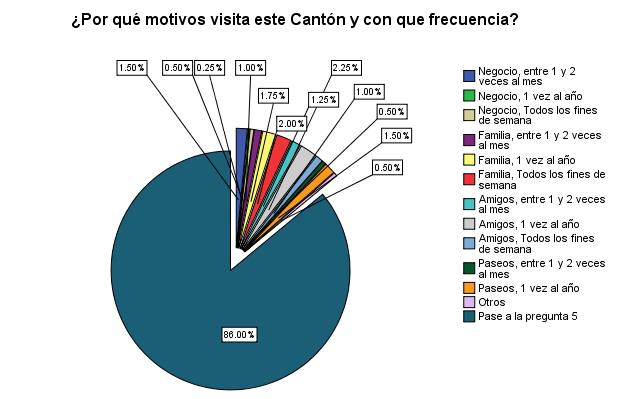 ¿Por qué motivos visita este Cantón y con que frecuencia?
1.50%
0.50%
0.25%
1.00%
2.25%
1.75%
1.25%
1.00%
2.00%
0.50%
1.50%
0.50%
86.00%
Negocio, entre 1 y 2
veces al mes
Negocio, 1 vez al año
Negocio, Todos los fines
de semana
Familia, entre 1 y 2 veces
al mes
Familia, 1 vez al año
Familia, Todos los fines de
semana
Amigos, entre 1 y 2 veces
al mes
Amigos, 1 vez al año
Amigos, Todos los fines
de semana
Paseos, entre 1 y 2 veces
al mes
Paseos, 1 vez al año
Otros
Pase a la pregunta 5